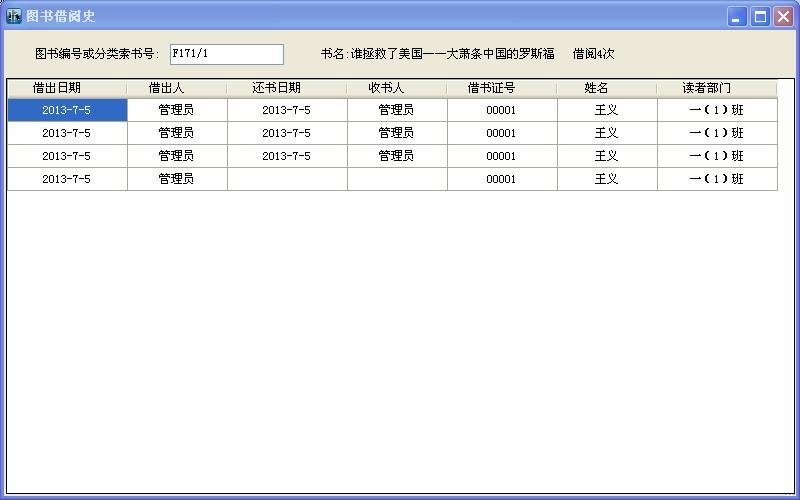 图书借阅史
图书编号或分类索书号: F171/1 书名:谁拯救了美国一一大萧条中国的罗斯福 借阅4次
借出日期 借出人 还书日期 收书人 借书证号 姓名 读者部门
2013-7-5 管理员 2013-7-5 管理员 00001 王义 一(1)班
2013-7-5 管理员 2013-7-5 管理员 00001 王义 一(1)班
2013-7-5 管理员 2013-7-5 管理员 00001 王义 一(1)班
2013-7-5 管理员 00001 王义 一(1)班